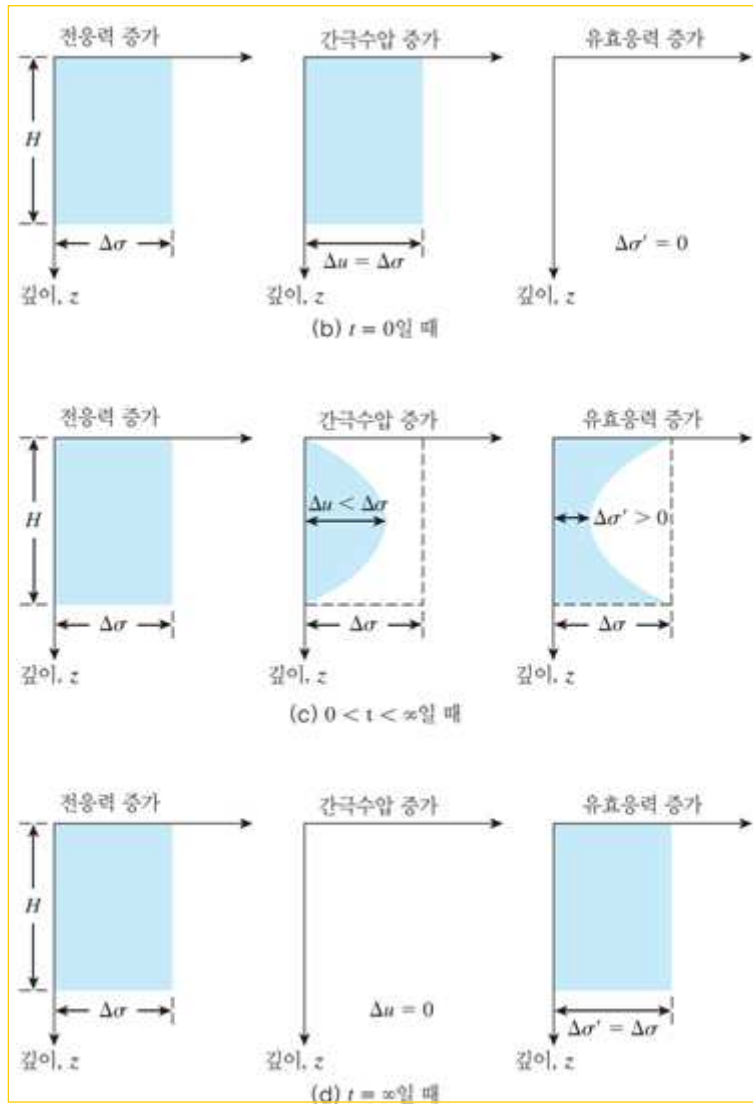 전응력 증가 간극수압 증가 유효응력 증가
H
Δσ Δu = Δσ Δσ′ = 0
깊이, z 깊이, z 깊이, z
(b) t = 0일 때
전응력 증가 간극수압 증가 유효응력 증가
H Δu < Δσ Δσ′ > 0
Δσ Δσ Δσ
깊이, z 깊이, z 깊이, z
(c) 0 < t < ∞일 때
전응력 증가 간극수압 증가 유효응력 증가
H
Δσ Δu = 0 Δσ′ = Δσ
깊이, z 깊이, z 깊이, z
(d) t = ∞일 때